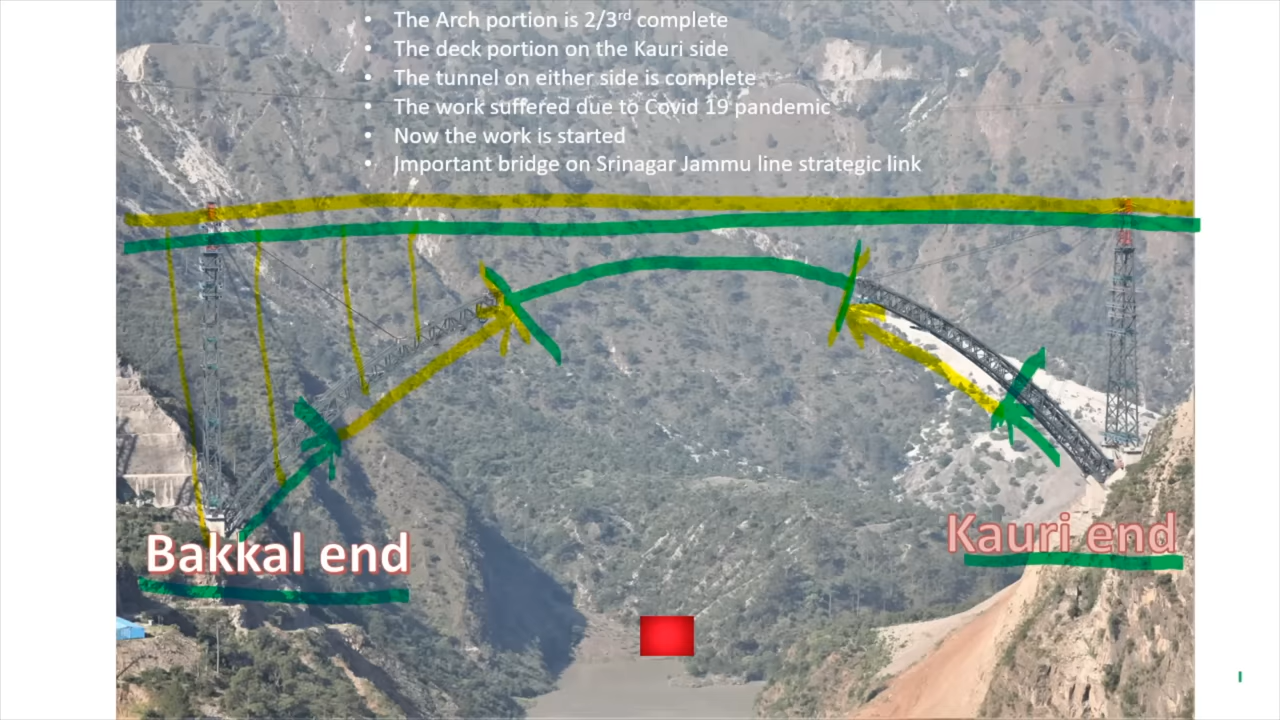 • The Arch portion is 2/3rd complete
• The deck portion on the Kauri side
• The tunnel on either side is complete
• The work suffered due to Covid 19 pandemic
• Now the work is started
• Important bridge on Srinagar Jammu line strategic link
Bakkal end
Kauri end